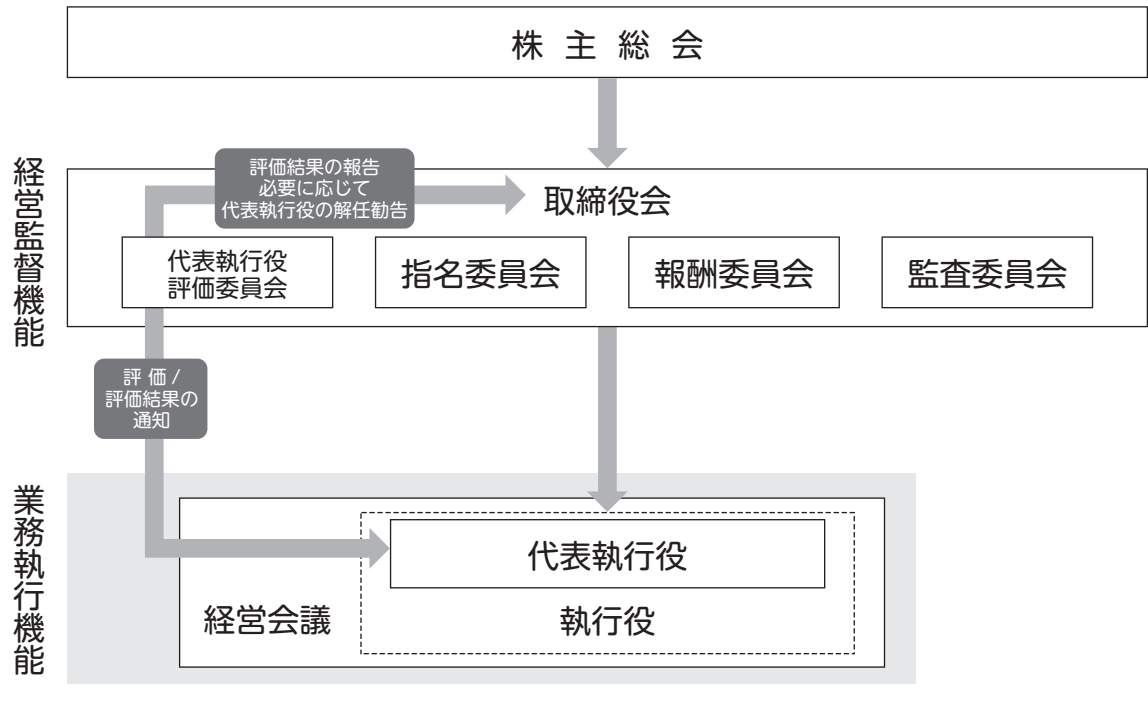 株主総会
経営監督機能
評価結果の報告
必要に応じて
代表執行役の解任勧告
取締役会
代表執行役
評価委員会
指名委員会
報酬委員会
監査委員会
評価/
評価結果の
通知
業務執行機能
代表執行役
経営会議
執行役